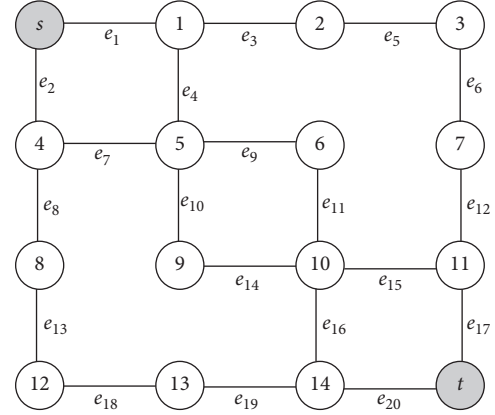 s 1 2 3
e₁ e₃ e₅
e₂ e₄ e₆
4 5 6 7
e₇ e₉
e₈ e₁₀ e₁₁ e₁₂
8 9 10 11
e₁₄ e₁₅
e₁₃ e₁₆ e₁₇
12 13 14 t
e₁₈ e₁₉ e₂₀